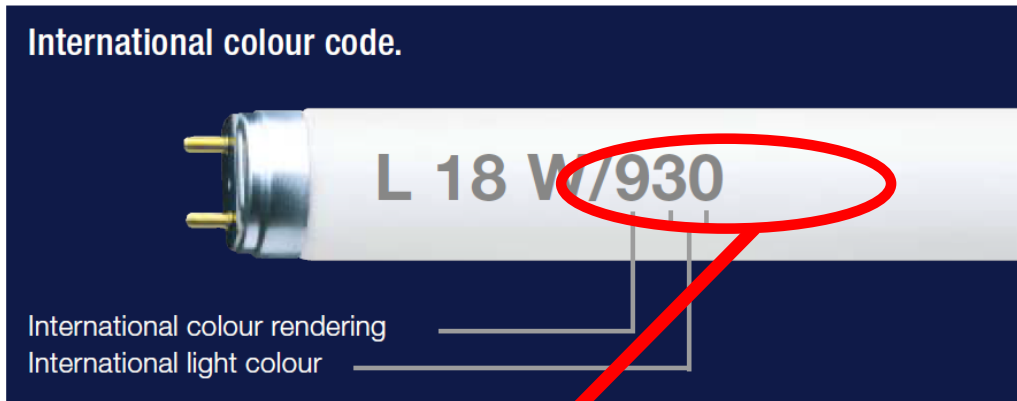 International colour code.
L 18 W/930
International colour rendering
International light colour